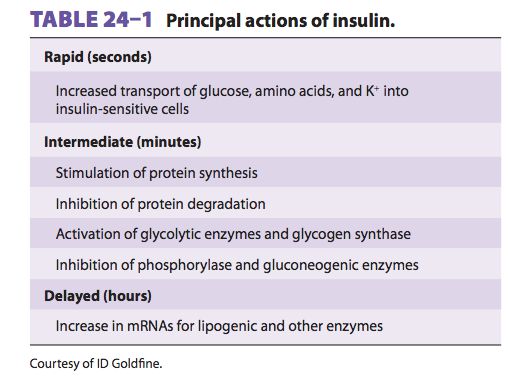 TABLE 24–1 Principal actions of insulin.
Rapid (seconds)
Increased transport of glucose, amino acids, and K⁺ into
insulin-sensitive cells
Intermediate (minutes)
Stimulation of protein synthesis
Inhibition of protein degradation
Activation of glycolytic enzymes and glycogen synthase
Inhibition of phosphorylase and gluconeogenic enzymes
Delayed (hours)
Increase in mRNAs for lipogenic and other enzymes
Courtesy of ID Goldfine.